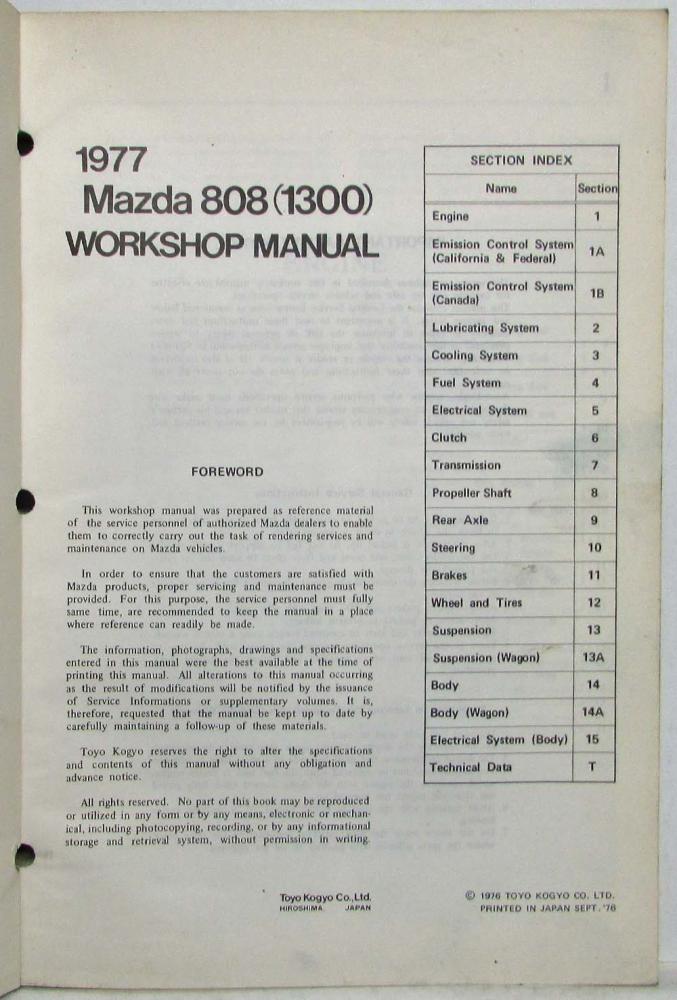 1977
Mazda 808 (1300)
WORKSHOP MANUAL
FOREWORD
This workshop manual was prepared as reference material
of the service personnel of authorized Mazda dealers to enable
them to correctly carry out the task of rendering services and
maintenance on Mazda vehicles.
In order to ensure that the customers are satisfied with
Mazda products, proper servicing and maintenance must be
provided. For this purpose, the service personnel must fully
same time, are recommended to keep the manual in a place
where reference can readily be made.
The information, photographs, drawings and specifications
entered in this manual were the best available at the time of
printing this manual. All alterations to this manual occurring
as the result of modifications will be notified by the issuance
of Service Informations or supplementary volumes. It is,
therefore, requested that the manual be kept up to date by
carefully maintaining a follow-up of these materials.
Toyo Kogyo reserves the right to alter the specifications
and contents of this manual without any obligation and
advance notice.
All rights reserved. No part of this book may be reproduced
or utilized in any form or by any means, electronic or mechan-
ical, including photocopying, recording, or by any informational
storage and retrieval system, without permission in writing.
Toyo Kogyo Co., Ltd.
HIROSHIMA JAPAN
SECTION INDEX
Name Section
Engine 1
Emission Control System
(California & Federal) 1A
Emission Control System
(Canada) 1B
Lubricating System 2
Cooling System 3
Fuel System 4
Electrical System 5
Clutch 6
Transmission 7
Propeller Shaft 8
Rear Axle 9
Steering 10
Brakes 11
Wheel and Tires 12
Suspension 13
Suspension (Wagon) 13A
Body 14
Body (Wagon) 14A
Electrical System (Body) 15
Technical Data T
© 1976 TOYO KOGYO CO. LTD.
PRINTED IN JAPAN SEPT. '76